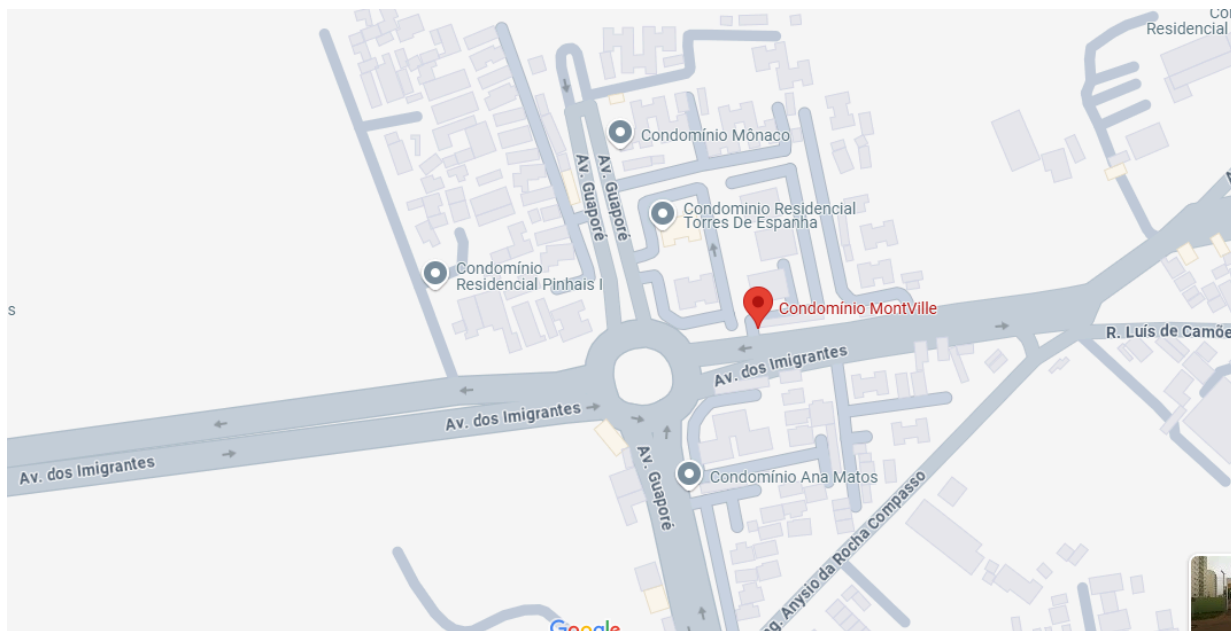 Residencial
Condomínio Mônaco
Av. Guaporé
Av. Guaporé
Condominio Residencial
Torres De Espanha
Condomínio
Residencial Pinhais I
s
Condomínio MontVille
R. Luís de Camõe
Av. dos Imigrantes
Av. dos Imigrantes
Av. dos Imigrantes
Av. Guaporé
Condomínio Ana Matos
ng. Anysio da Rocha Compasso
Google